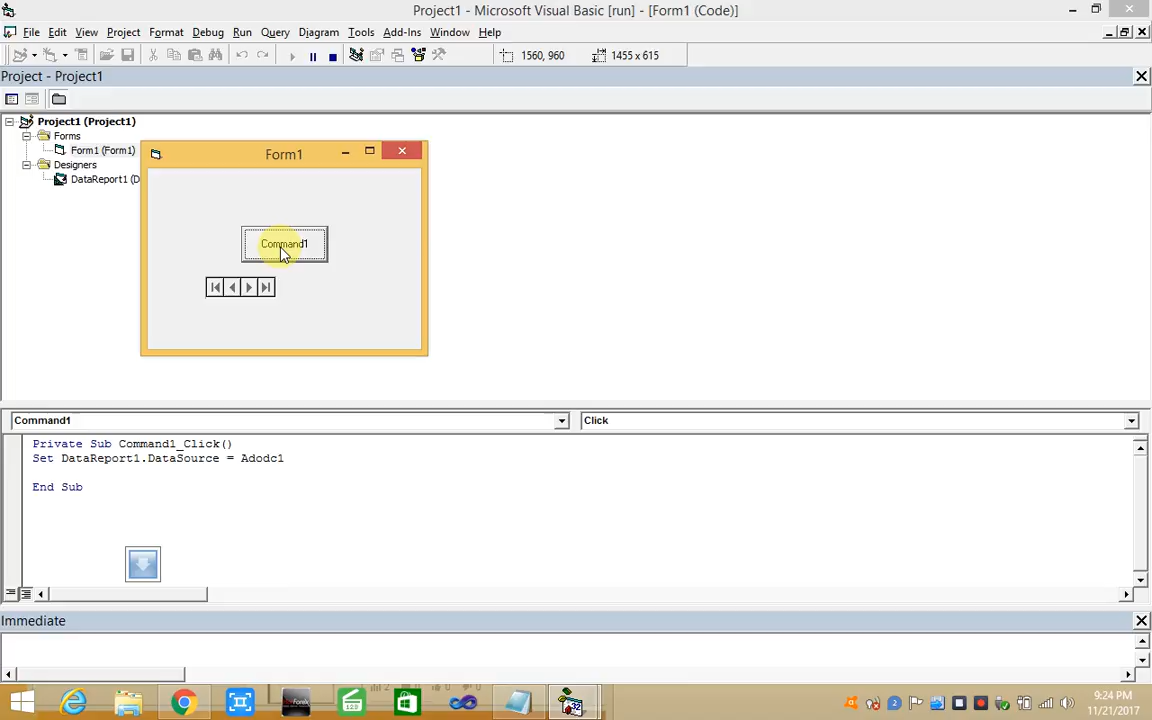 Project1 - Microsoft Visual Basic [run] - [Form1 (Code)]
File Edit View Project Format Debug Run Query Diagram Tools Add-Ins Window Help
1560, 960 1455 x 615
Project - Project1
Project1 (Project1)
Forms
Form1 (Form1)
Designers
DataReport1 (D
Form1
Command1
Command1 Click
Private Sub Command1_Click()
Set DataReport1.DataSource = Adodc1
End Sub
Immediate
9:24 PM
11/21/2017